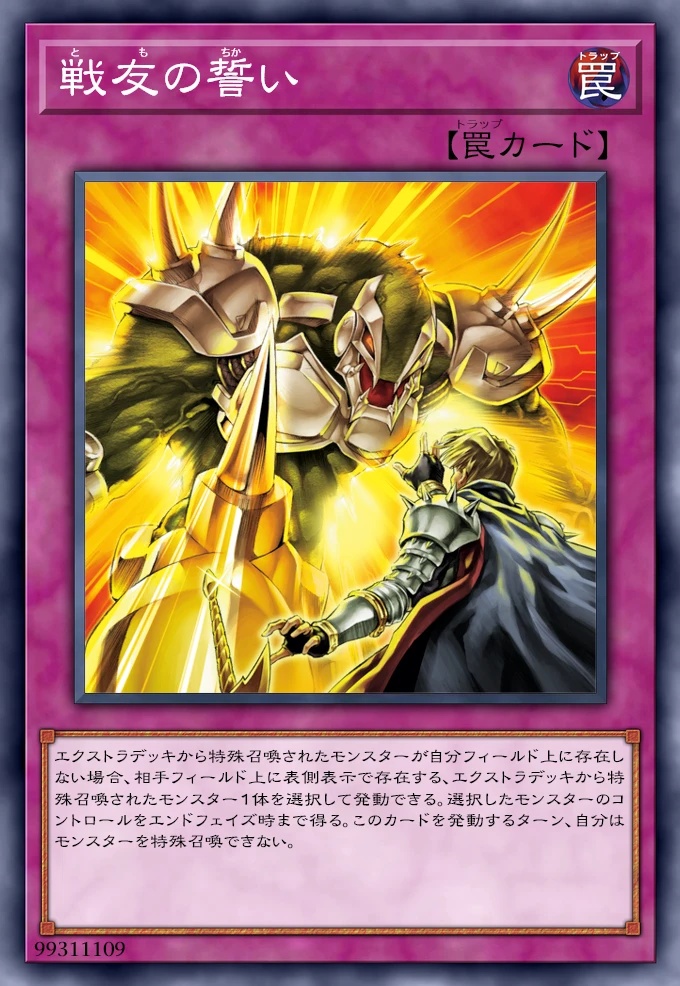 戦友の誓い
とも
ちか
トラップ
罠
トラップ
【罠カード】
エクストラデッキから特殊召喚されたモンスターが自分フィールド上に存在し
ない場合、相手フィールド上に表側表示で存在する、エクストラデッキから特
殊召喚されたモンスター1体を選択して発動できる。選択したモンスターのコ
ントロールをエンドフェイズ時まで得る。このカードを発動するターン、自分は
モンスターを特殊召喚できない。
99311109